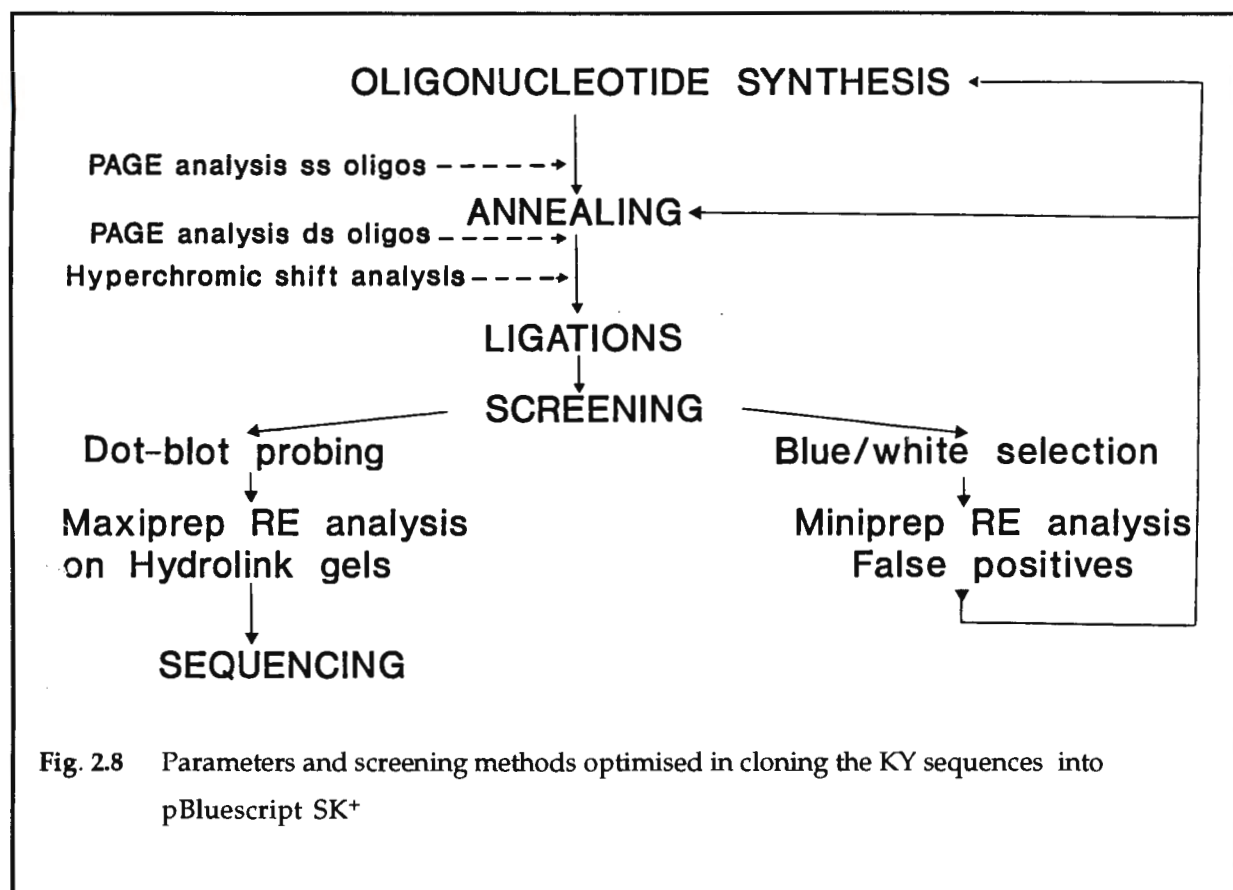 OLIGONUCLEOTIDE SYNTHESIS
PAGE analysis ss oligos
ANNEALING
PAGE analysis ds oligos
Hyperchromic shift analysis
LIGATIONS
SCREENING
Dot-blot probing
Maxiprep RE analysis
on Hydrolink gels
SEQUENCING
Blue/white selection
Miniprep RE analysis
False positives
Fig. 2.8 Parameters and screening methods optimised in cloning the KY sequences into
pBluescript SK⁺